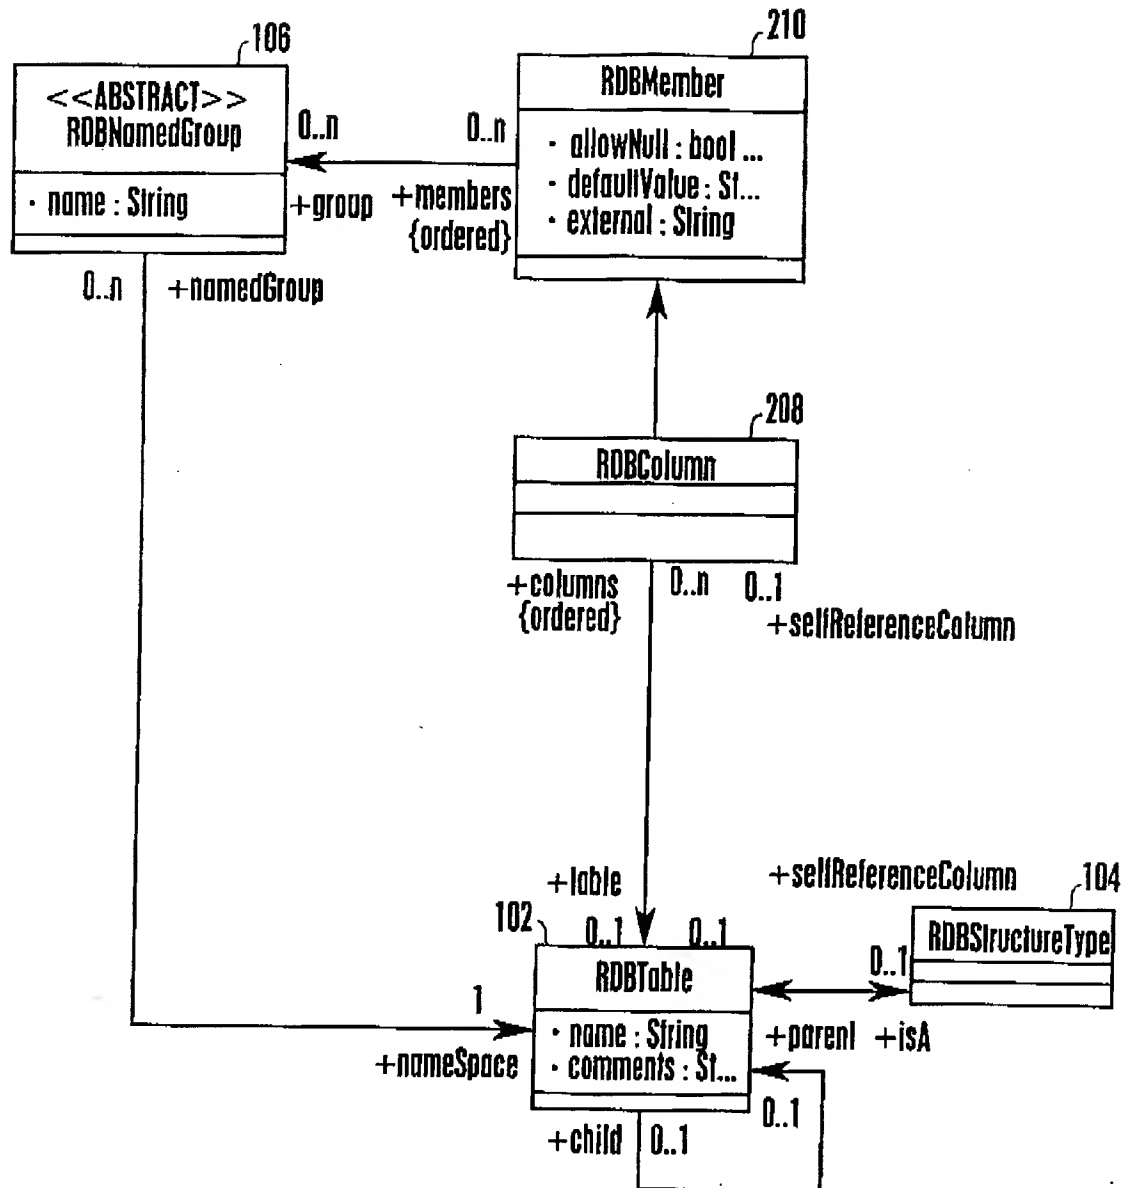 106
210
<<ABSTRACT>>
RDBNamedGroup
· name : String
0..n
0..n
+group
+members
{ordered}
RDBMember
· allowNull : bool ...
· defaultValue : St...
· external : String
0..n
+namedGroup
208
RDBColumn
+columns
{ordered}
0..n
0..1
+selfReferenceColumn
+table
102
0..1
0..1
+selfReferenceColumn
104
RDBStructureType
0..1
RDBTable
· name : String
· comments : St...
1
+nameSpace
+parent
+isA
+child
0..1
0..1